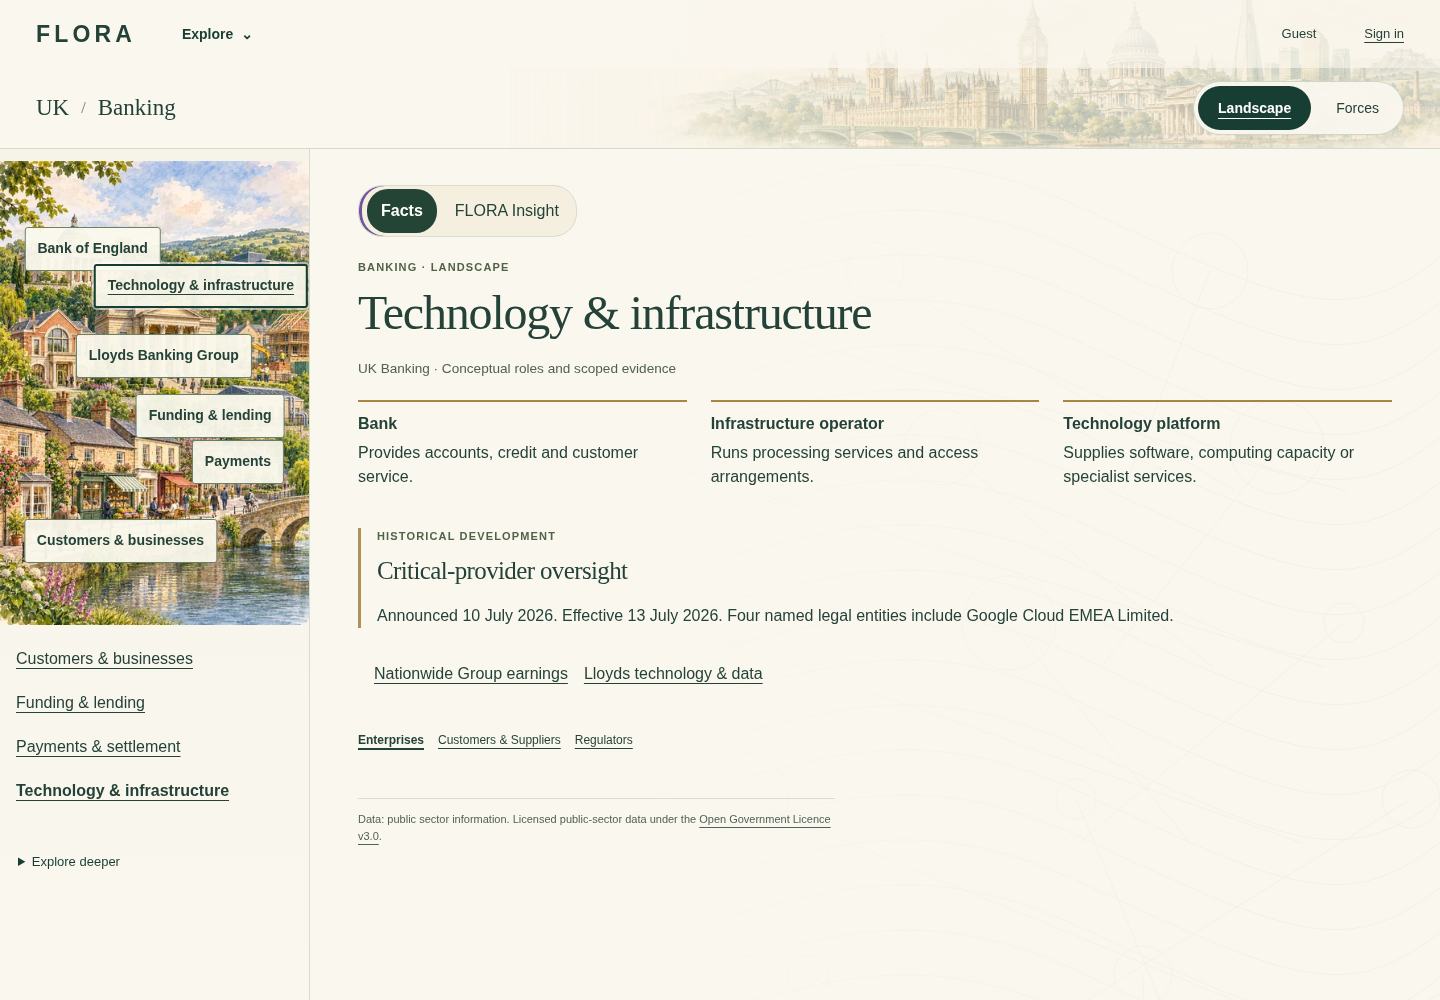 FLORA
Explore
Guest
Sign in
UK / Banking
Landscape
Forces
Bank of England
Technology & infrastructure
Lloyds Banking Group
Funding & lending
Payments
Customers & businesses
Customers & businesses
Funding & lending
Payments & settlement
Technology & infrastructure
Explore deeper
Facts
FLORA Insight
BANKING · LANDSCAPE
Technology & infrastructure
UK Banking · Conceptual roles and scoped evidence
Bank
Provides accounts, credit and customer
service.
Infrastructure operator
Runs processing services and access
arrangements.
Technology platform
Supplies software, computing capacity or
specialist services.
HISTORICAL DEVELOPMENT
Critical-provider oversight
Announced 10 July 2026. Effective 13 July 2026. Four named legal entities include Google Cloud EMEA Limited.
Nationwide Group earnings
Lloyds technology & data
Enterprises
Customers & Suppliers
Regulators
Data: public sector information. Licensed public-sector data under the Open Government Licence
v3.0.